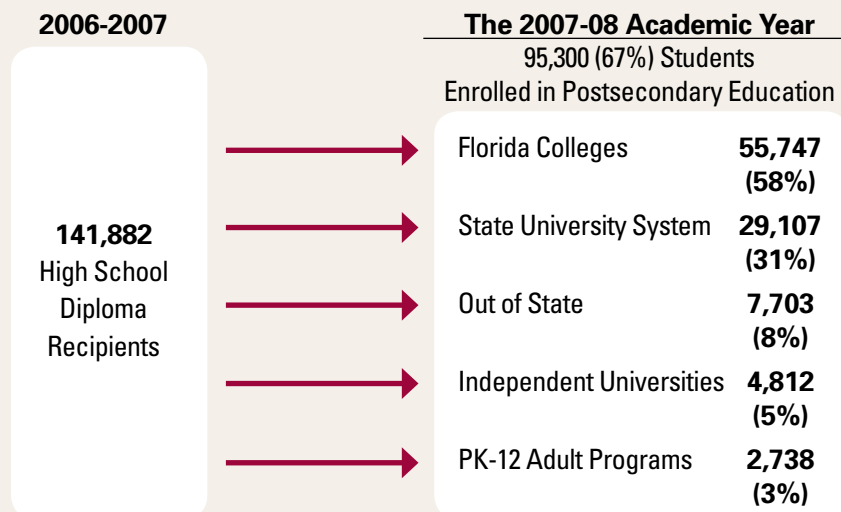 2006-2007
141,882
High School
Diploma
Recipients
The 2007-08 Academic Year
95,300 (67%) Students
Enrolled in Postsecondary Education
Florida Colleges 55,747
(58%)
State University System 29,107
(31%)
Out of State 7,703
(8%)
Independent Universities 4,812
(5%)
PK-12 Adult Programs 2,738
(3%)